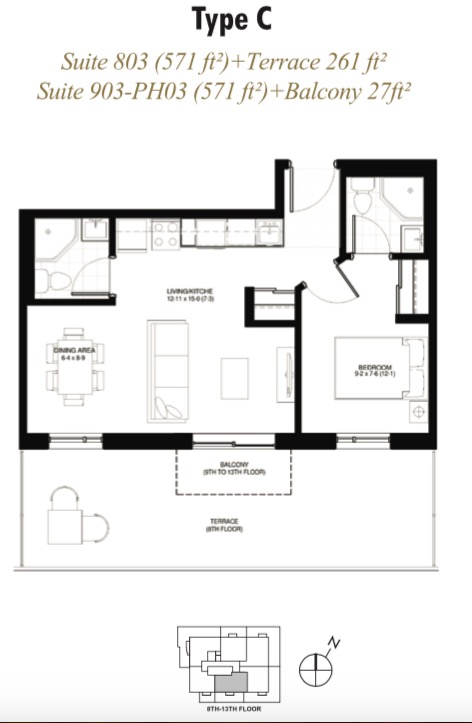 Type C
Suite 803 (571 ft²)+Terrace 261 ft²
Suite 903-PH03 (571 ft²)+Balcony 27ft²
LIVING/KITCHE
12-11 x 15-0 (7-3)
DINING AREA
6-4 x 8-9
BEDROOM
9-2 x 7-6 (12-1)
BALCONY
(9TH TO 13TH FLOOR)
TERRACE
(8TH FLOOR)
N
8TH-13TH FLOOR